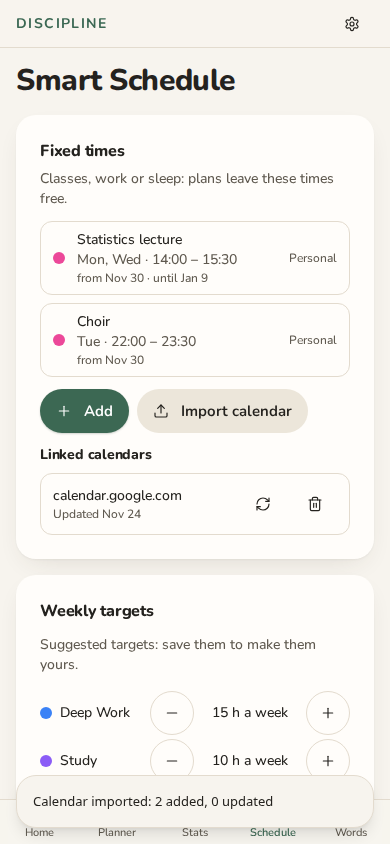 DISCIPLINE
Smart Schedule
Fixed times
Classes, work or sleep: plans leave these times
free.
Statistics lecture
Mon, Wed · 14:00 – 15:30
from Nov 30 · until Jan 9
Personal
Choir
Tue · 22:00 – 23:30
from Nov 30
Personal
Add
Import calendar
Linked calendars
calendar.google.com
Updated Nov 24
Weekly targets
Suggested targets: save them to make them
yours.
Deep Work
15 h a week
Study
10 h a week
Calendar imported: 2 added, 0 updated
Home
Planner
Stats
Schedule
Words